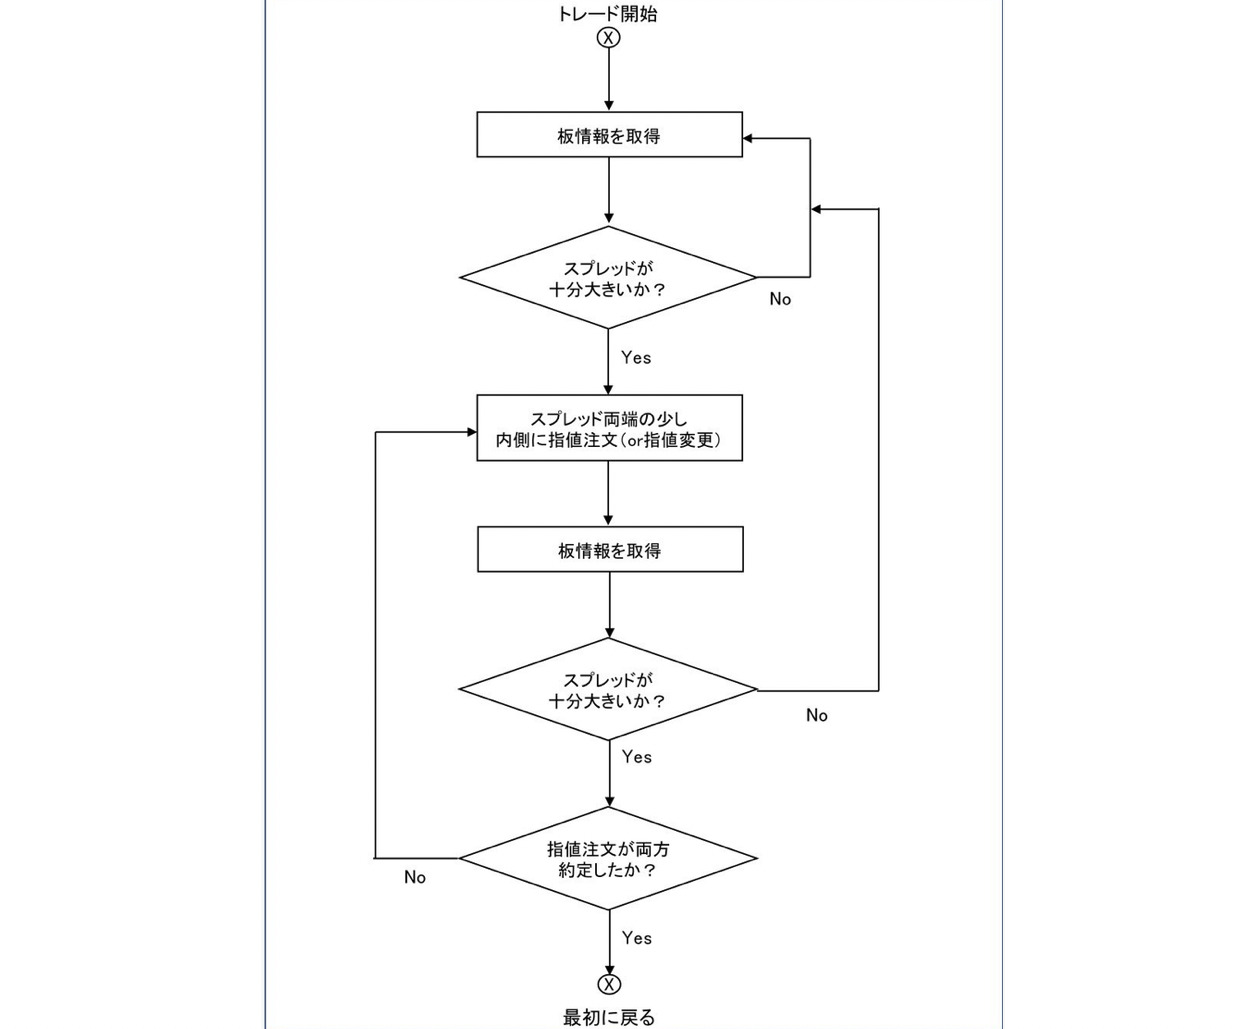 トレード開始
X
板情報を取得
スプレッドが
十分大きいか？
No
Yes
スプレッド両端の少し
内側に指値注文（or指値変更）
板情報を取得
スプレッドが
十分大きいか？
No
Yes
指値注文が両方
約定したか？
No
Yes
X
最初に戻る